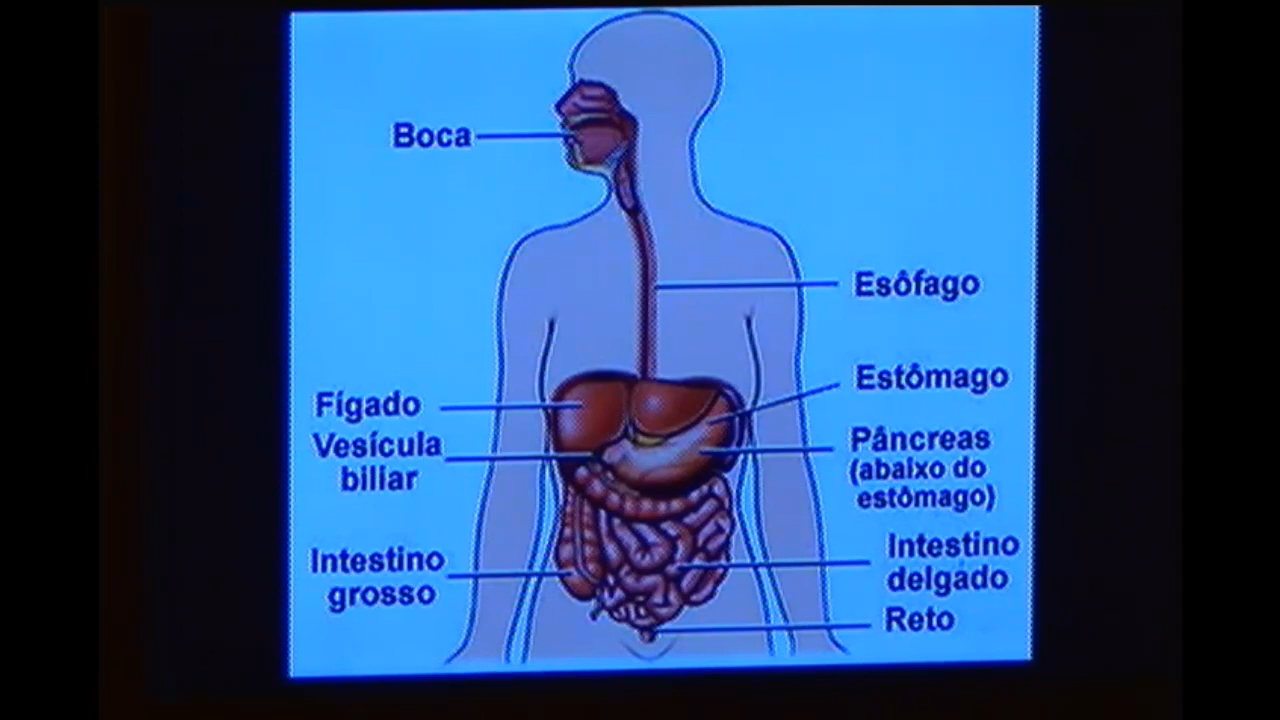 Boca
Esôfago
Estômago
Fígado
Vesícula
biliar
Pâncreas
(abaixo do
estômago)
Intestino
grosso
Intestino
delgado
Reto